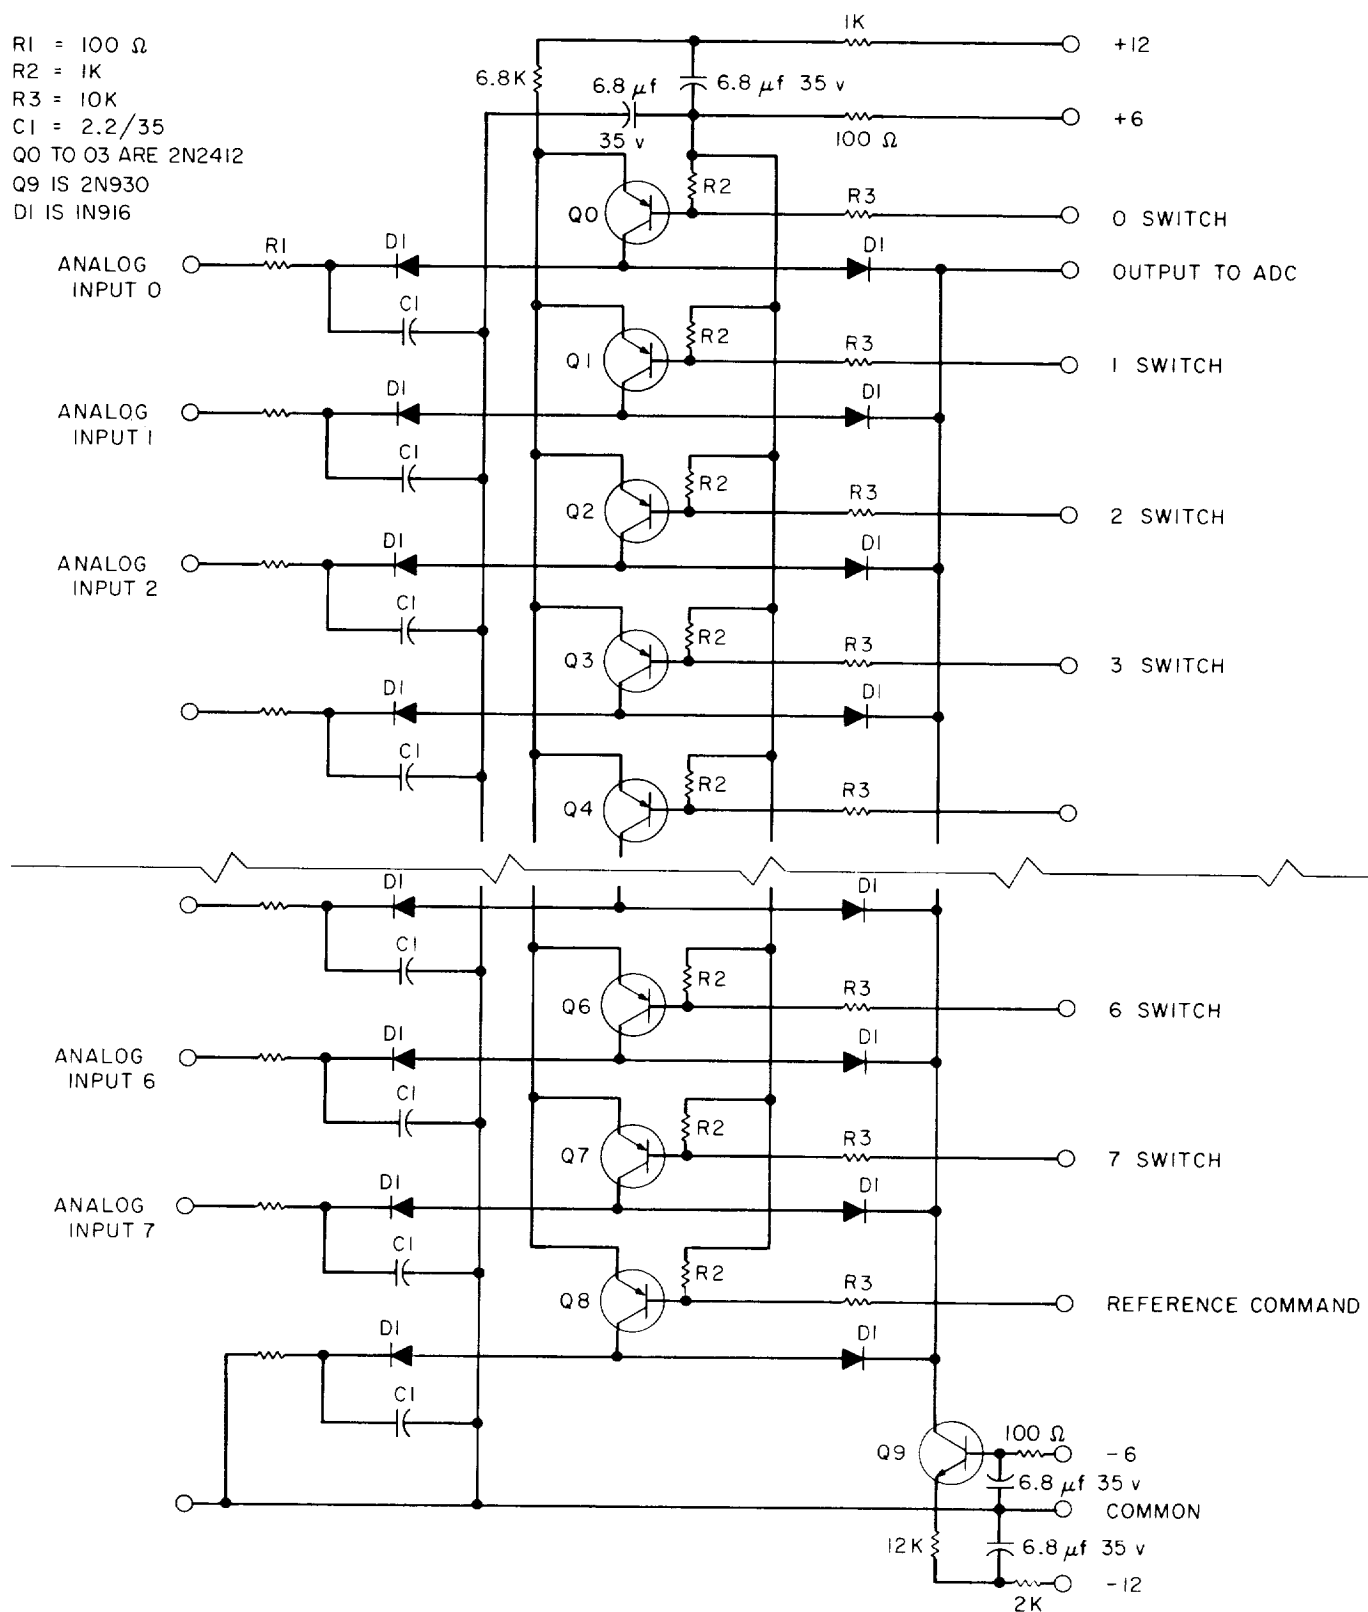 R1 = 100 Ω
R2 = 1K
R3 = 10K
C1 = 2.2/35
Q0 TO 03 ARE 2N2412
Q9 IS 2N930
D1 IS 1N916
1K
+12
6.8K
6.8 μf
35 v
6.8 μf 35 v
100 Ω
+6
R2
Q0
R3
0 SWITCH
ANALOG
INPUT 0
R1
D1
D1
OUTPUT TO ADC
C1
R2
Q1
R3
1 SWITCH
ANALOG
INPUT 1
D1
D1
C1
R2
Q2
R3
2 SWITCH
ANALOG
INPUT 2
D1
D1
C1
R2
Q3
R3
3 SWITCH
D1
D1
C1
R2
Q4
R3
D1
D1
C1
R2
Q6
R3
6 SWITCH
ANALOG
INPUT 6
D1
D1
C1
R2
Q7
R3
7 SWITCH
ANALOG
INPUT 7
D1
D1
C1
R2
Q8
R3
REFERENCE COMMAND
D1
D1
C1
Q9
100 Ω
-6
6.8 μf 35 v
COMMON
12K
6.8 μf 35 v
-12
2K